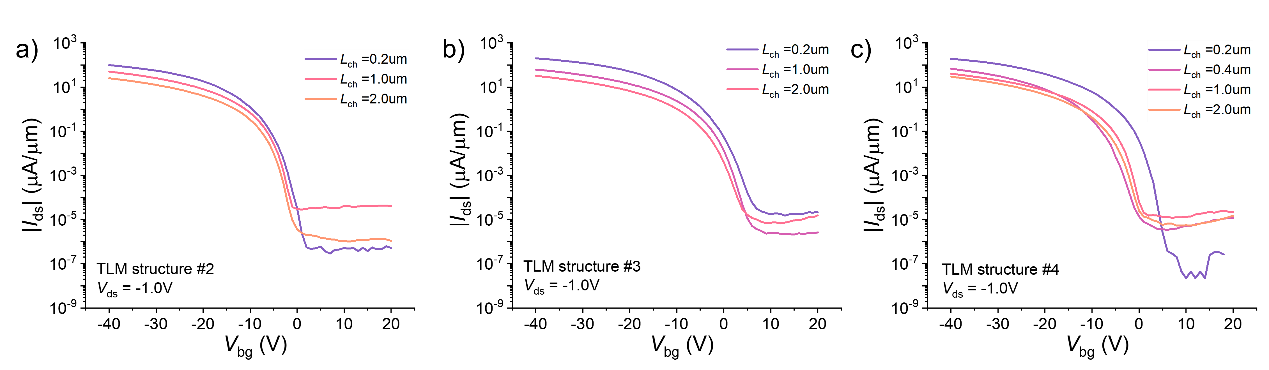 a)
10³
10¹
10⁻¹
10⁻³
10⁻⁵
10⁻⁷
10⁻⁹
|Ids| (μA/μm)
Lch =0.2um
Lch =1.0um
Lch =2.0um
TLM structure #2
Vds = -1.0V
-40 -30 -20 -10 0 10 20
Vbg (V)
b)
10³
10¹
10⁻¹
10⁻³
10⁻⁵
10⁻⁷
10⁻⁹
|Ids| (μA/μm)
Lch =0.2um
Lch =1.0um
Lch =2.0um
TLM structure #3
Vds = -1.0V
-40 -30 -20 -10 0 10 20
Vbg (V)
c)
10³
10¹
10⁻¹
10⁻³
10⁻⁵
10⁻⁷
10⁻⁹
|Ids| (μA/μm)
Lch =0.2um
Lch =0.4um
Lch =1.0um
Lch =2.0um
TLM structure #4
Vds = -1.0V
-40 -30 -20 -10 0 10 20
Vbg (V)